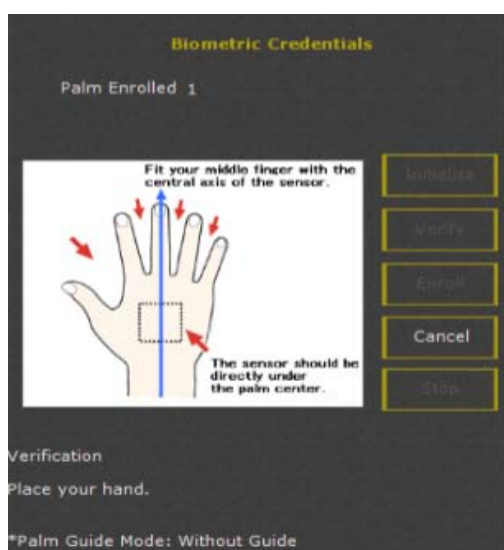 Biometric Credentials
Palm Enrolled 1
Fit your middle finger with the
central axis of the sensor.
Initialize
Verify
Enroll
Cancel
The sensor should be
directly under
the palm center.
Stop
Verification
Place your hand.
*Palm Guide Mode: Without Guide